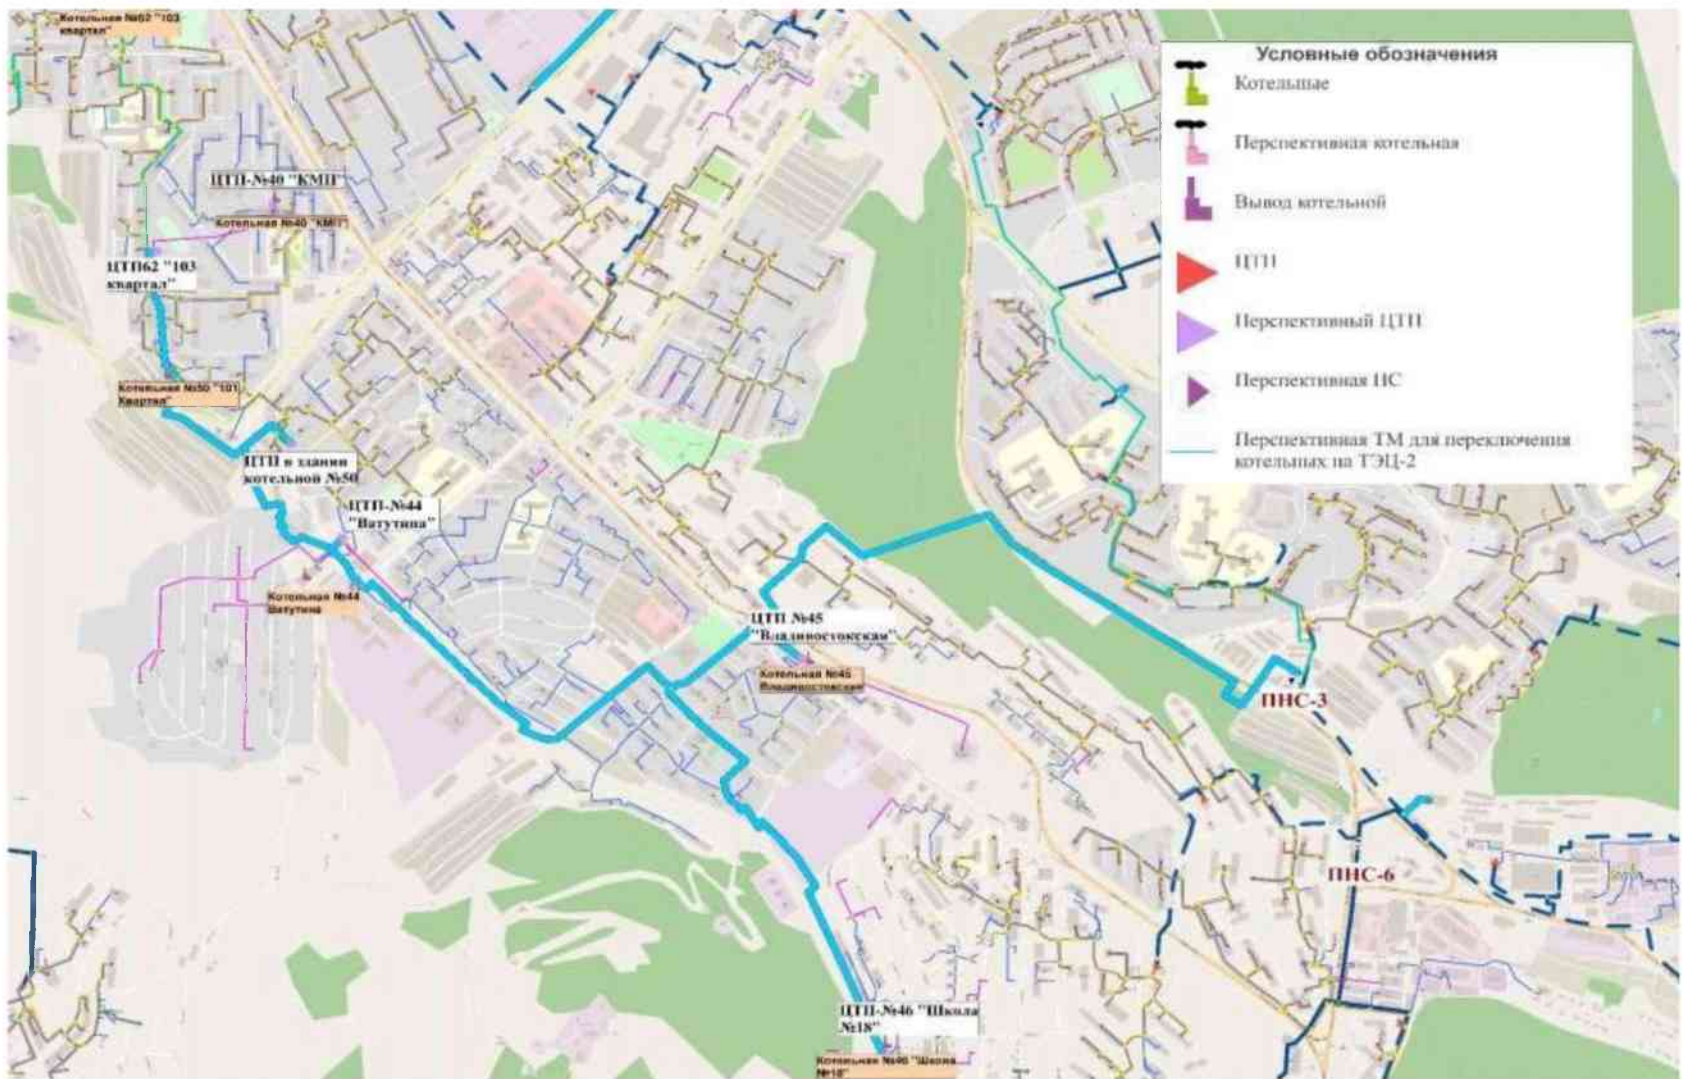 Котельная №62 "103
квартал"
Условные обозначения
Котельные
Перспективная котельная
Вывод котельной
ЦТП
Перспективный ЦТП
Перспективная НС
Перспективная ТМ для переключения
котельных на ТЭЦ-2
ЦТП-№40 "КМП"
Котельная №40 "КМП"
ЦТП62 "103
квартал"
Котельная №50 "101
Квартал"
ЦТП в здании
котельной №50
ЦТП-№44
"Ватутина"
Котельная №44
Ватутина
ЦТП №45
"Владивостокская"
Котельная №45
Владивостокская
ПНС-3
ПНС-6
ЦТП-№46 "Школа
№18"
Котельная №46 "Школа
№18"